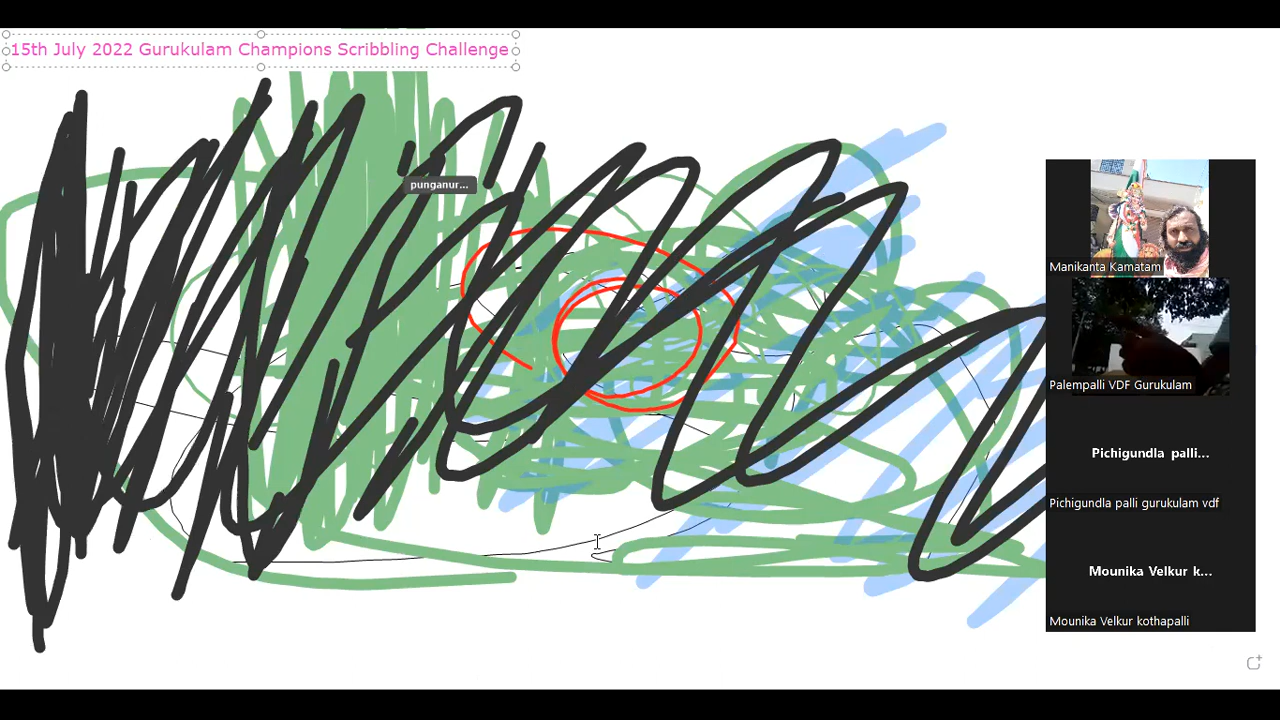 15th July 2022 Gurukulam Champions Scribbling Challenge
punganur...
Manikanta Kamatam
Palempalli VDF Gurukulam
Pichigundla palli...
Pichigundla palli gurukulam vdf
Mounika Velkur k...
Mounika Velkur kothapalli